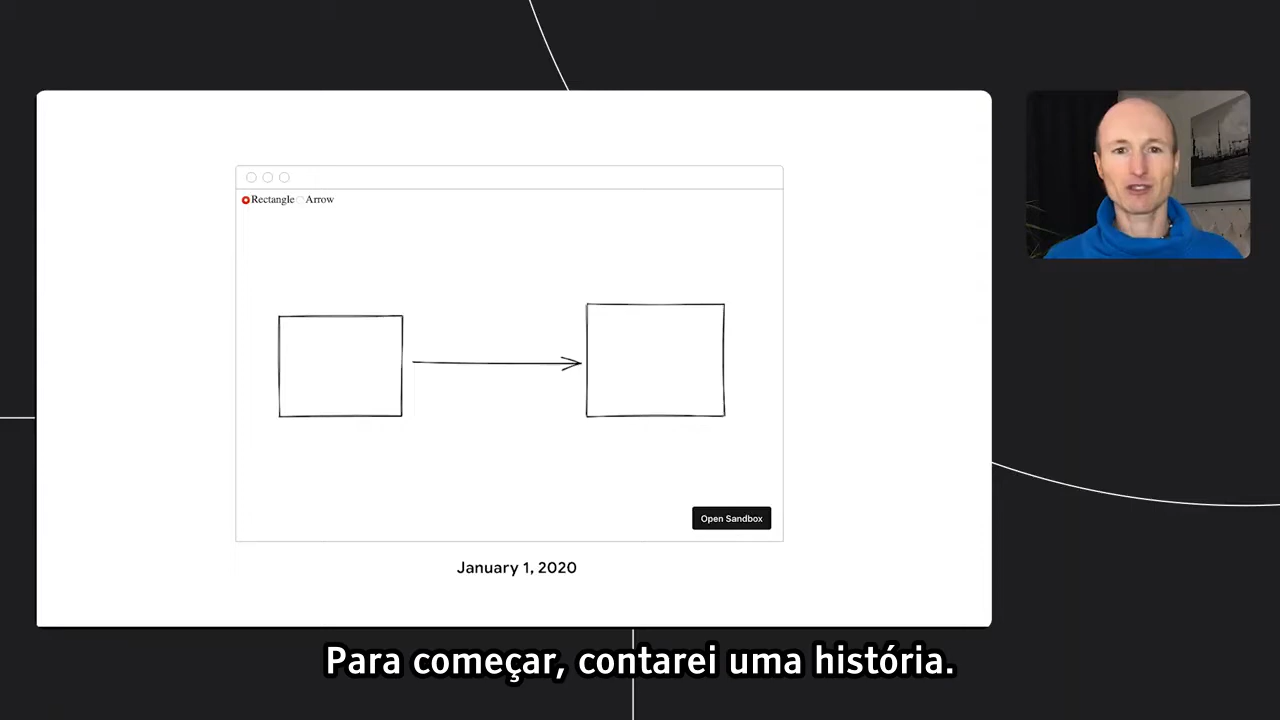 Rectangle Arrow
Open Sandbox
January 1, 2020
Para começar, contarei uma história.